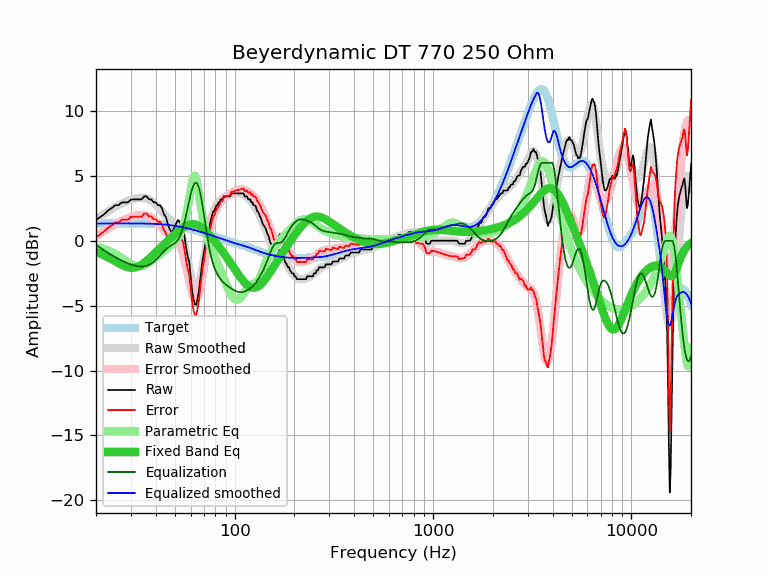 Beyerdynamic DT 770 250 Ohm
Amplitude (dBr)
10
5
0
−5
−10
−15
−20
Target
Raw Smoothed
Error Smoothed
Raw
Error
Parametric Eq
Fixed Band Eq
Equalization
Equalized smoothed
100
1000
10000
Frequency (Hz)